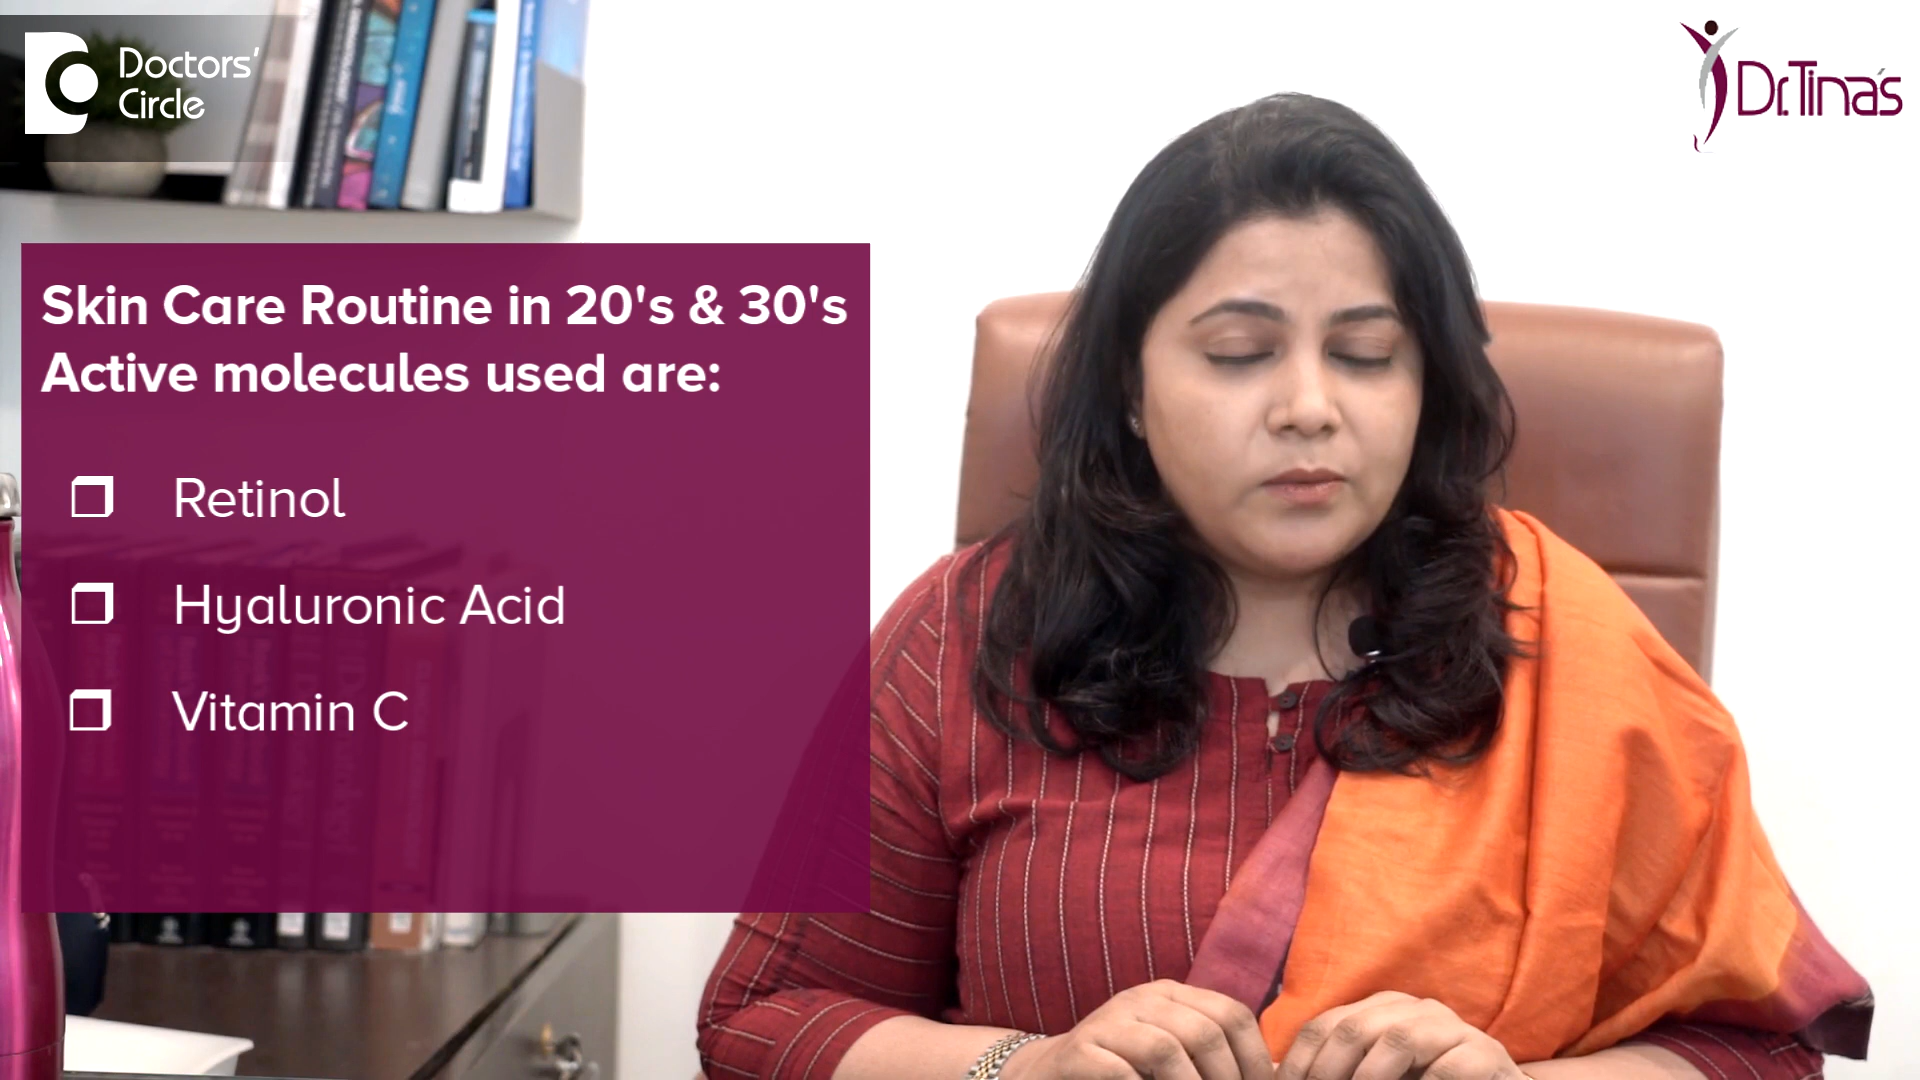 Doctors'
Circle
Dr.Tina's
Skin Care Routine in 20's & 30's
Active molecules used are:
❒ Retinol
❒ Hyaluronic Acid
❒ Vitamin C